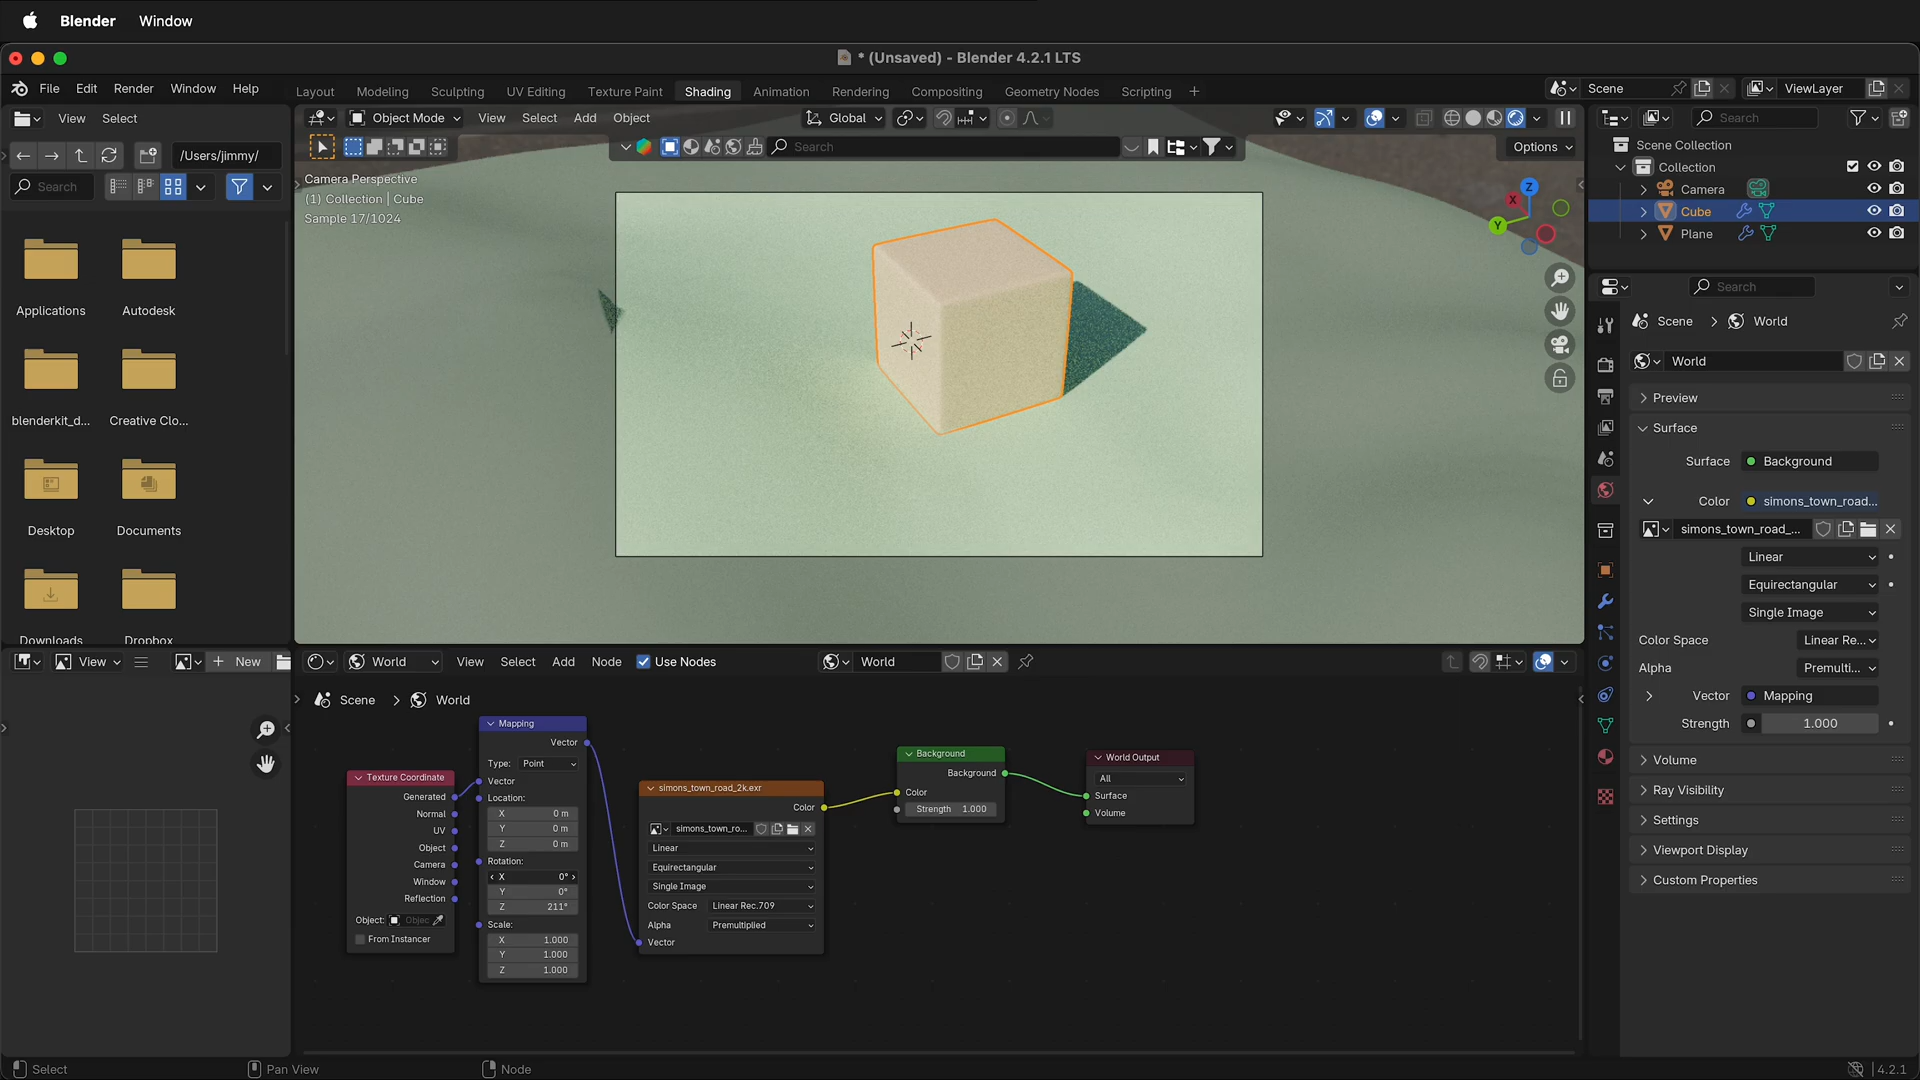 Blender Window
* (Unsaved) - Blender 4.2.1 LTS
File Edit Render Window Help
Layout Modeling Sculpting UV Editing Texture Paint Shading Animation Rendering Compositing Geometry Nodes Scripting +
Scene
ViewLayer
View Select
Object Mode View Select Add Object
Global
Search
/Users/jimmy/
Search
Options
Search
Camera Perspective
(1) Collection | Cube
Sample 17/1024
Z
X
Y
Applications
Autodesk
blenderkit_d...
Creative Clo...
Desktop
Documents
Downloads
Dropbox
Scene Collection
Collection
Camera
Cube
Plane
Search
Scene > World
World
Preview
Surface
Surface Background
Color simons_town_road...
simons_town_road_...
Linear
Equirectangular
Single Image
Color Space Linear Re...
Alpha Premulti...
Vector Mapping
Strength 1.000
Volume
Ray Visibility
Settings
Viewport Display
Custom Properties
View
+ New
World View Select Add Node Use Nodes
World
Scene > World
Texture Coordinate
Generated
Normal
UV
Object
Camera
Window
Reflection
Object: Objec
From Instancer
Mapping
Vector
Type: Point
Vector
Location:
X 0 m
Y 0 m
Z 0 m
Rotation:
X 0°
Y 0°
Z 211°
Scale:
X 1.000
Y 1.000
Z 1.000
simons_town_road_2k.exr
Color
simons_town_ro...
Linear
Equirectangular
Single Image
Color Space Linear Rec.709
Alpha Premultiplied
Vector
Background
Background
Color
Strength 1.000
World Output
All
Surface
Volume
Select
Pan View
Node
4.2.1